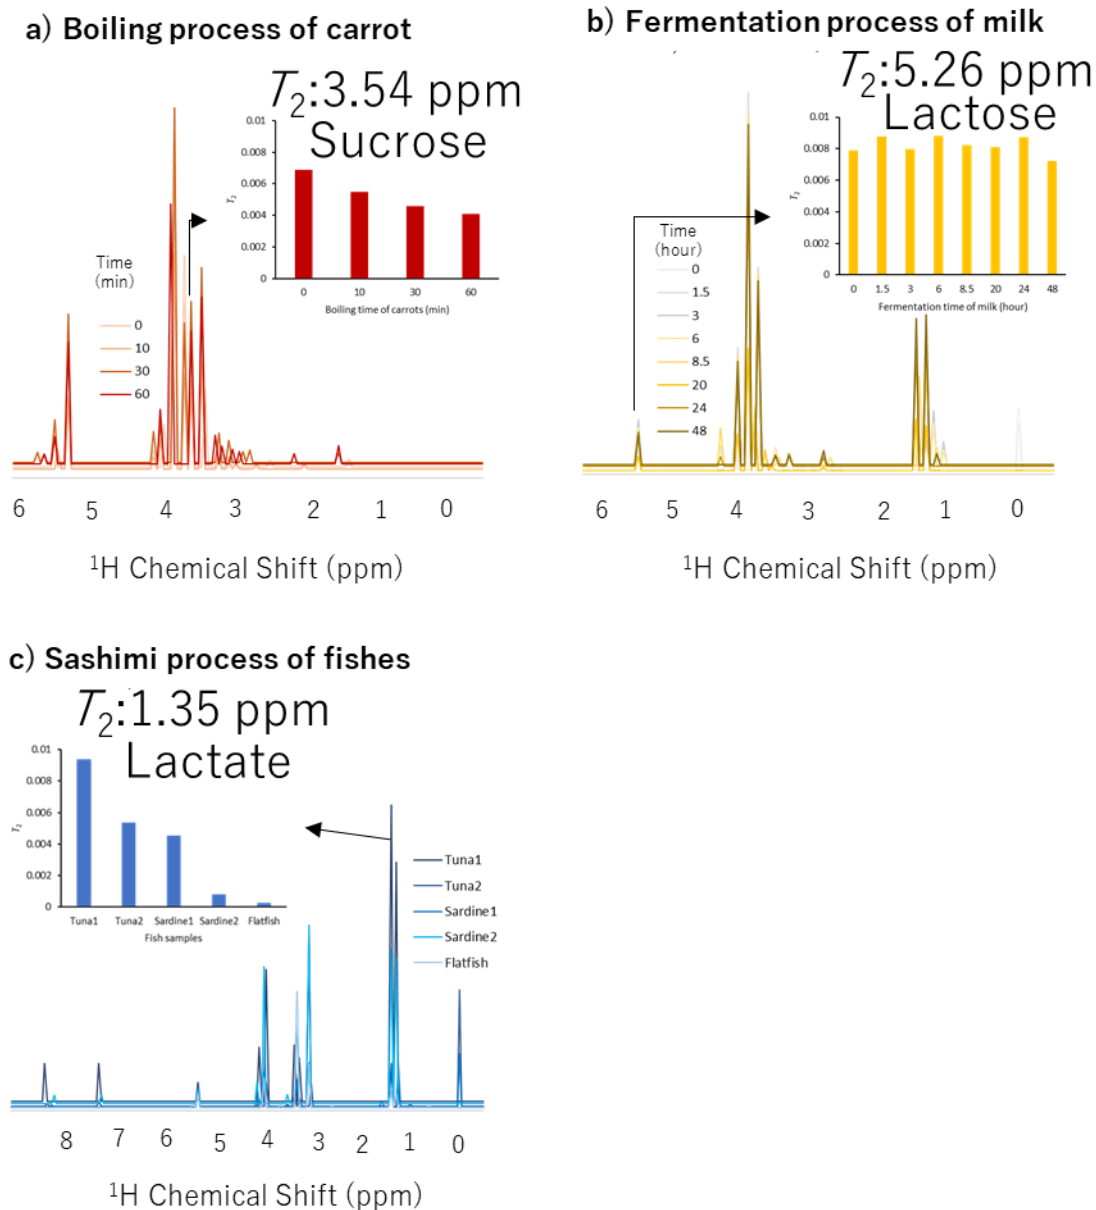 a) Boiling process of carrot
T2:3.54 ppm
Sucrose
0.01
0.008
0.006
0.004
0.002
0
T2
0 10 30 60
Boiling time of carrots (min)
Time
(min)
0
10
30
60
6 5 4 3 2 1 0
1H Chemical Shift (ppm)
b) Fermentation process of milk
T2:5.26 ppm
Lactose
0.01
0.008
0.006
0.004
0.002
0
T2
0 1.5 3 6 8.5 20 24 48
Fermentation time of milk (hour)
Time
(hour)
0
1.5
3
6
8.5
20
24
48
6 5 4 3 2 1 0
1H Chemical Shift (ppm)
c) Sashimi process of fishes
T2:1.35 ppm
Lactate
0.01
0.008
0.006
0.004
0.002
0
T2
Tuna1 Tuna2 Sardine1 Sardine2 Flatfish
Fish samples
Tuna1
Tuna2
Sardine1
Sardine2
Flatfish
8 7 6 5 4 3 2 1 0
1H Chemical Shift (ppm)